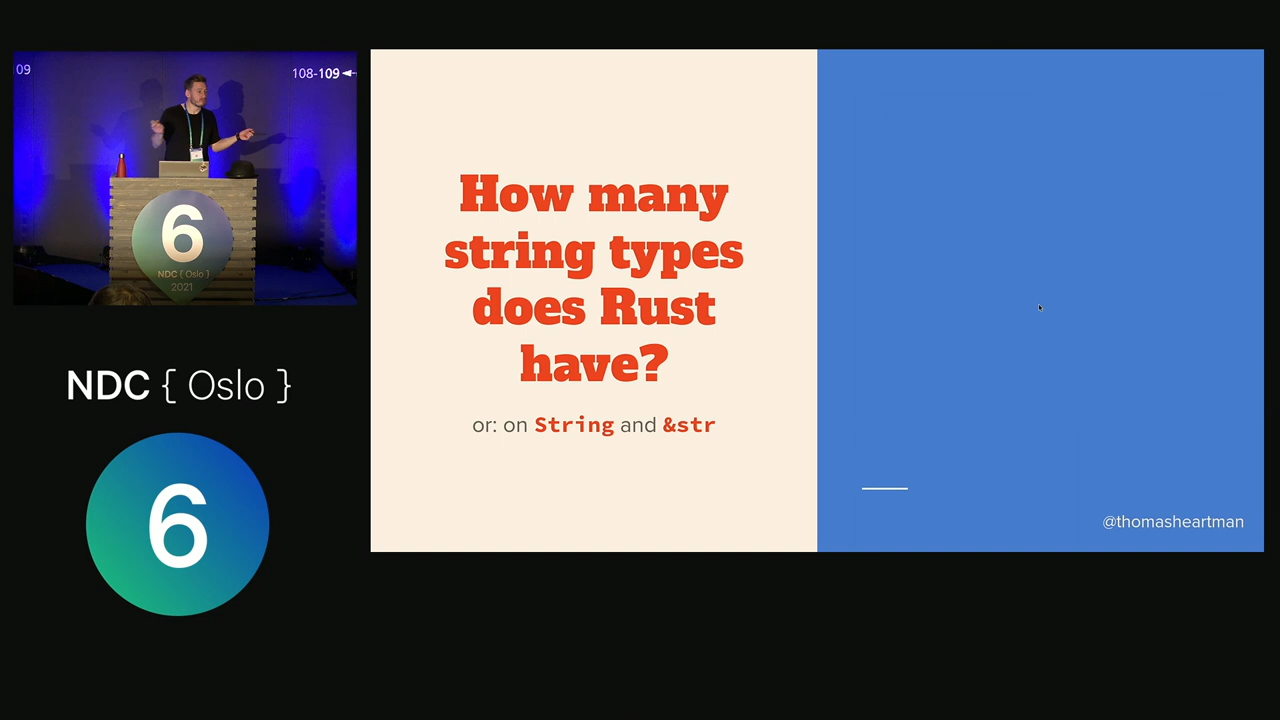 09
108-109
6
NDC { Oslo }
2021
NDC { Oslo }
6
How many
string types
does Rust
have?
or: on String and &str
@thomasheartman